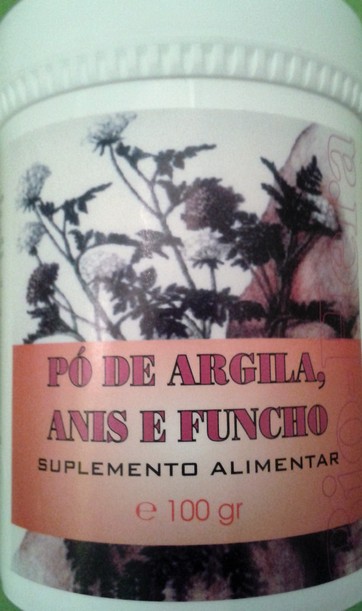 PÓ DE ARGILA,
ANIS E FUNCHO
SUPLEMENTO ALIMENTAR
℮ 100 gr